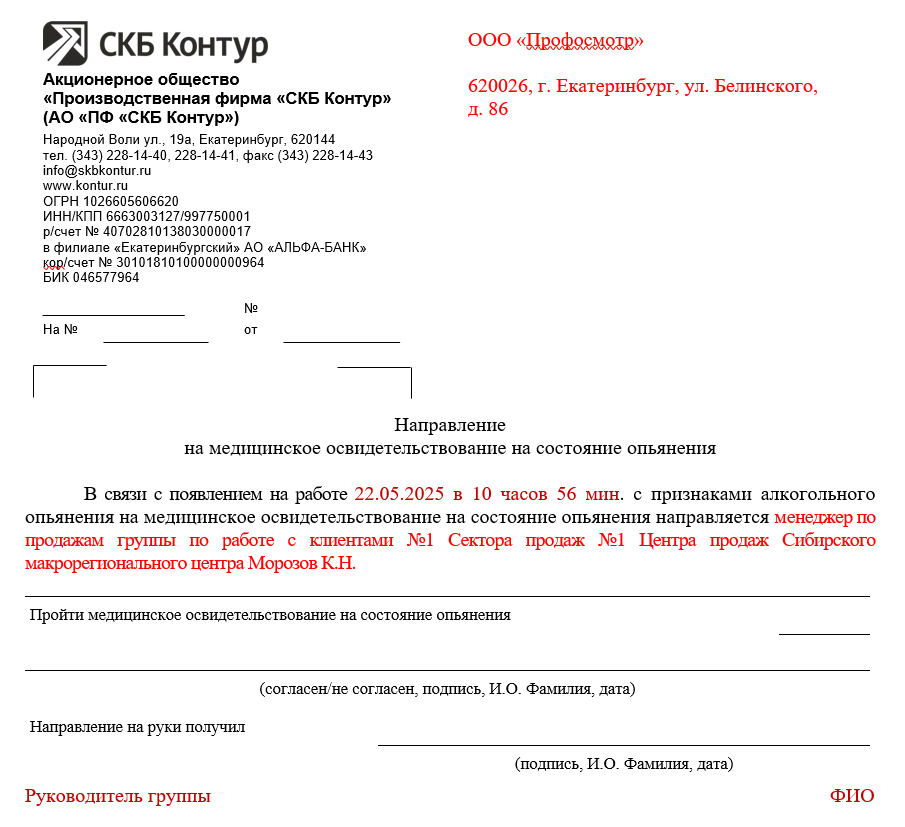 СКБ Контур
Акционерное общество
«Производственная фирма «СКБ Контур»
(АО «ПФ «СКБ Контур»)
Народной Воли ул., 19а, Екатеринбург, 620144
тел. (343) 228-14-40, 228-14-41, факс (343) 228-14-43
info@skbkontur.ru
www.kontur.ru
ОГРН 1026605606620
ИНН/КПП 6663003127/997750001
р/счет № 40702810138030000017
в филиале «Екатеринбургский» АО «АЛЬФА-БАНК»
кор/счет № 30101810100000000964
БИК 046577964
№
На № от
ООО «Профосмотр»
620026, г. Екатеринбург, ул. Белинского,
д. 86
Направление
на медицинское освидетельствование на состояние опьянения
В связи с появлением на работе 22.05.2025 в 10 часов 56 мин. с признаками алкогольного
опьянения на медицинское освидетельствование на состояние опьянения направляется менеджер по
продажам группы по работе с клиентами №1 Сектора продаж №1 Центра продаж Сибирского
макрорегионального центра Морозов К.Н.
Пройти медицинское освидетельствование на состояние опьянения
(согласен/не согласен, подпись, И.О. Фамилия, дата)
Направление на руки получил
(подпись, И.О. Фамилия, дата)
Руководитель группы ФИО